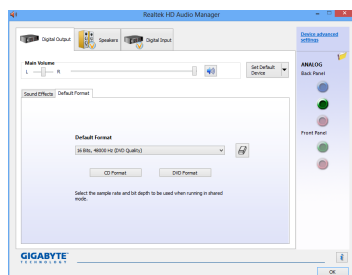 Realtek HD Audio Manager
Digital Output
Speakers
Digital Input
Device advanced
settings
Main Volume
L
R
Set Default
Device
ANALOG
Back Panel
Sound Effects
Default Format
Default Format
16 Bits, 48000 Hz (DVD Quality)
CD Format
DVD Format
Select the sample rate and bit depth to be used when running in shared
mode.
Front Panel
GIGABYTE
TECHNOLOGY
OK